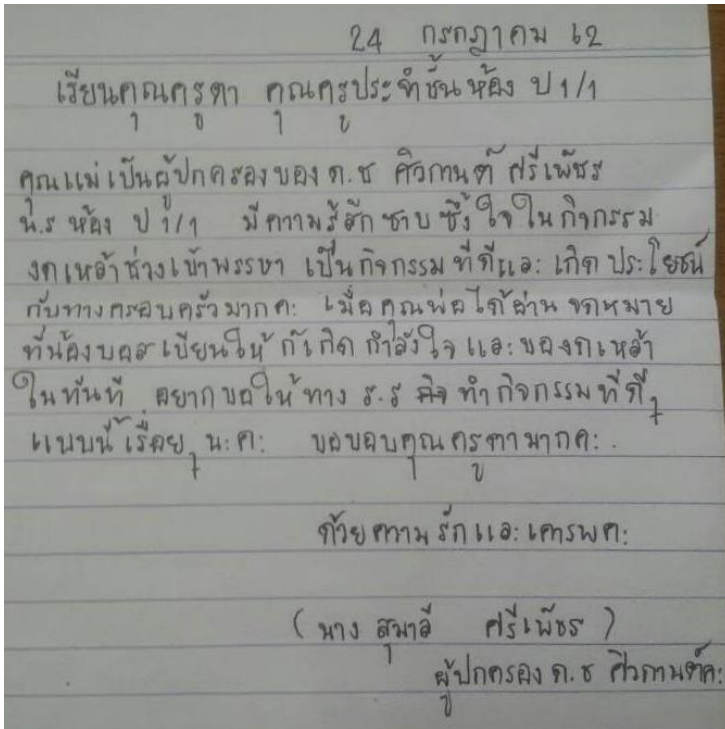 24 กรกฎาคม 62
เรียนคุณครูตา คุณครูประจำชั้นห้อง ป 1/1
คุณแม่เป็นผู้ปกครองของ ด.ช ศิวกานต์ ศรีเพ็ชร
น.ร ห้อง ป 1/1 มีความรู้สึกซาบซึ้งใจในกิจกรรม
งดเหล้าช่วงเข้าพรรษา เป็นกิจกรรมที่ดีและเกิดประโยชน์
กับทางครอบครัวมากคะ เมื่อคุณพ่อได้อ่านจดหมาย
ที่น้องบอสเขียนให้ ก็เกิดกำลังใจและของดเหล้า
ในทันที อยากขอให้ทาง ร.ร ทำกิจกรรมที่ดีๆ
แบบนี้เรื่อยๆ นะคะ ขอบขอบคุณครูตามากคะ.
ด้วยความรักและเคารพคะ
(นาง สุมาลี ศรีเพ็ชร)
ผู้ปกครอง ด.ช ศิวกานต์คะ